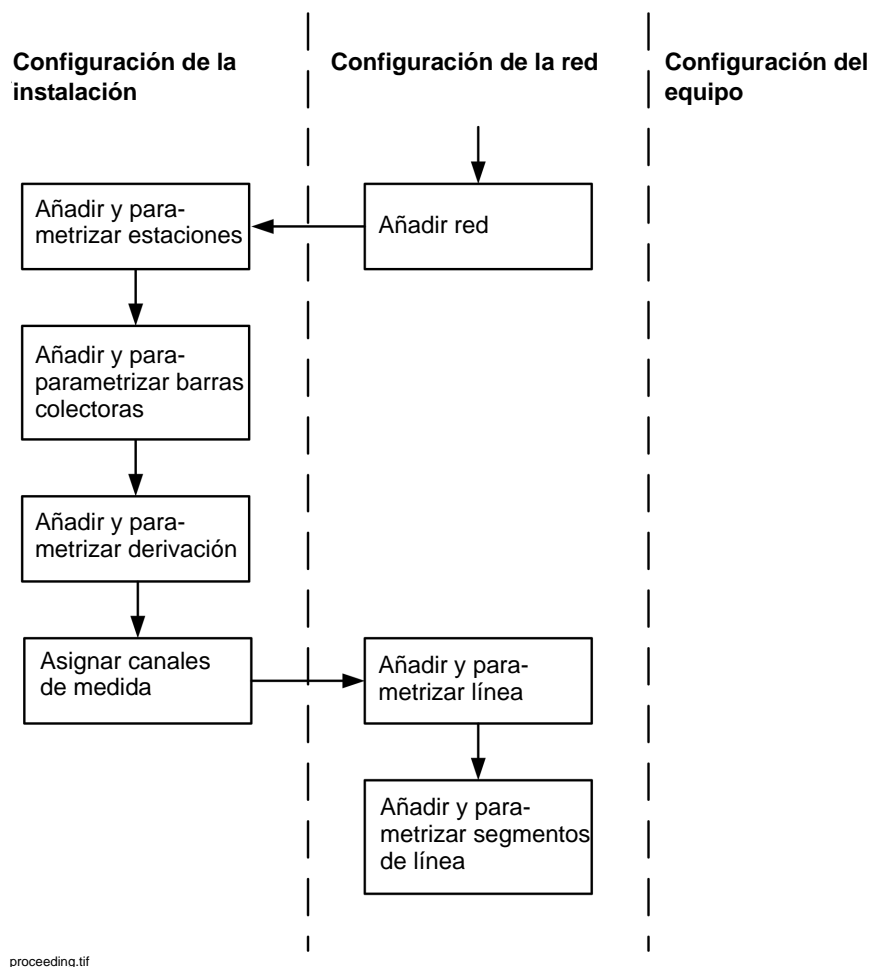 Configuración de la
instalación
Configuración de la red
Configuración del
equipo
Añadir y para-
metrizar estaciones
Añadir red
Añadir y para-
parametrizar barras
colectoras
Añadir y para-
metrizar derivación
Asignar canales
de medida
Añadir y para-
metrizar línea
Añadir y para-
metrizar segmentos
de línea
proceeding.tif